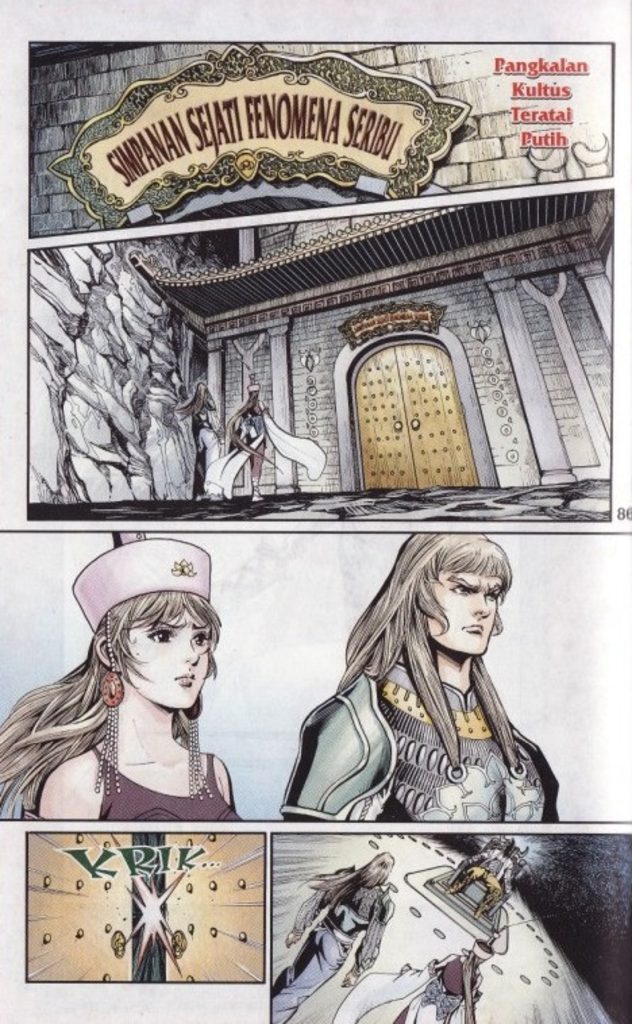 SIMPANAN SEJATI FENOMENA SERIBU
Pangkalan
Kultus
Teratai
Putih
86
KRIK...